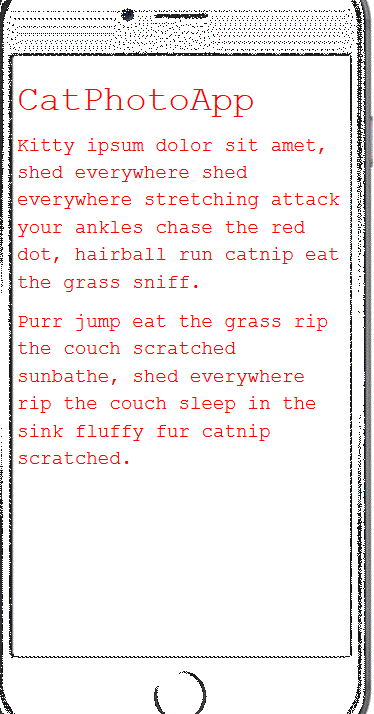 CatPhotoApp
Kitty ipsum dolor sit amet,
shed everywhere shed
everywhere stretching attack
your ankles chase the red
dot, hairball run catnip eat
the grass sniff.
Purr jump eat the grass rip
the couch scratched
sunbathe, shed everywhere
rip the couch sleep in the
sink fluffy fur catnip
scratched.